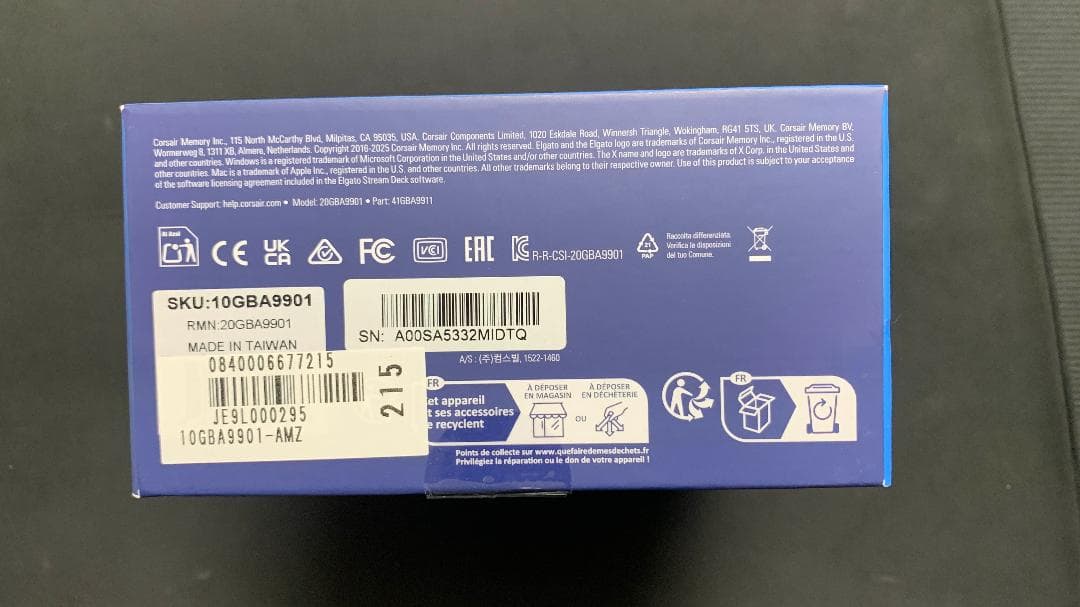 Corsair Memory Inc., 115 North McCarthy Blvd, Milpitas, CA 95035, USA. Corsair Components Limited, 1020 Eskdale Road, Winnersh Triangle, Wokingham, RG41 5TS, UK. Corsair Memory BV,
Wormerweg 8, 1311 XB, Almere, Netherlands. Copyright 2016-2025 Corsair Memory Inc. All rights reserved. Elgato and the Elgato logo are trademarks of Corsair Memory Inc., registered in the U.S.
and other countries. Windows is a registered trademark of Microsoft Corporation in the United States and/or other countries. The X name and logo are trademarks of X Corp. in the United States and
other countries. Mac is a trademark of Apple Inc., registered in the U.S. and other countries. All other trademarks belong to their respective owner. Use of this product is subject to your acceptance
of the software licensing agreement included in the Elgato Stream Deck software.
Customer Support: help.corsair.com • Model: 20GBA9901 • Part: 41GBA9911
CE UK CA FC VCI EAC R-R-CSI-20GBA9901
21
PAP
Raccolta differenziata.
Verifica le disposizioni
del tuo Comune.
SKU:10GBA9901
RMN:20GBA9901
MADE IN TAIWAN
SN: A00SA5332MIDTQ
A/S : (주)컴스빌, 1522-1460
0840006677215
JE9L000295
10GBA9901-AMZ
215
FR
et appareil
t ses accessoires
e recyclent
À DÉPOSER
EN MAGASIN
OU
À DÉPOSER
EN DÉCHÈTERIE
Points de collecte sur www.quefairedemesdechets.fr
Privilégiez la réparation ou le don de votre appareil !
FR